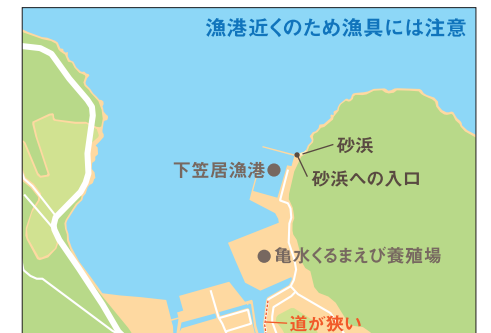 漁港近くのため漁具には注意
砂浜
下笠居漁港
砂浜への入口
亀水くるまえび養殖場
道が狭い